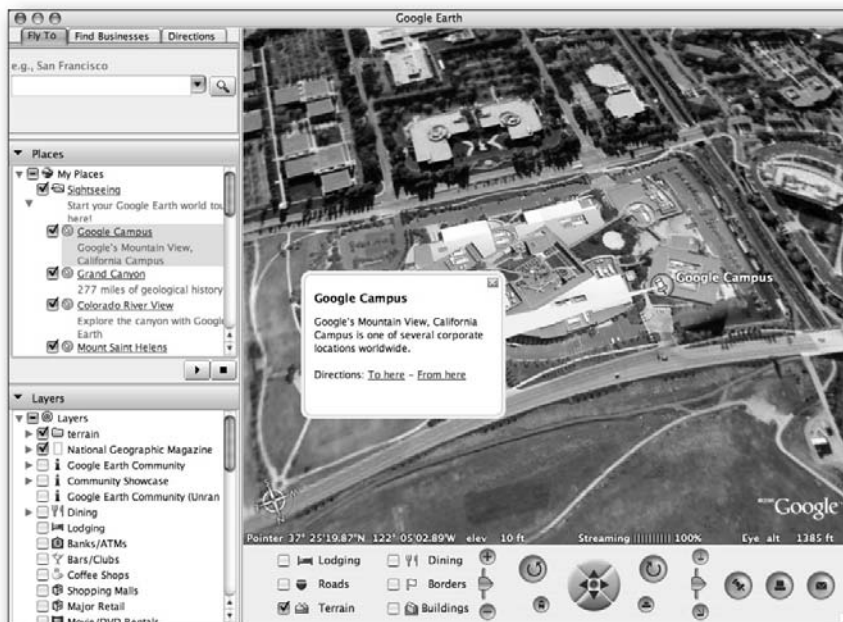 Google Earth
Fly To
Find Businesses
Directions
e.g., San Francisco
Places
My Places
Sightseeing
Start your Google Earth world tou
here!
Google Campus
Google's Mountain View,
California Campus
Grand Canyon
277 miles of geological history
Colorado River View
Explore the canyon with Googl
Earth
Mount Saint Helens
Layers
Layers
terrain
National Geographic Magazine
Google Earth Community
Community Showcase
Google Earth Community (Unran
Dining
Lodging
Banks/ATMs
Bars/Clubs
Coffee Shops
Shopping Malls
Major Retail
Movie/DVD Rentals
Google Campus
Google Campus
Google's Mountain View, California
Campus is one of several corporate
locations worldwide.
Directions: To here - From here
N
Google
Pointer 37° 25'19.87" N 122° 05'02.89" W elev 10 ft Streaming |||||||||| 100% Eye alt 1385 ft
Lodging
Dining
Roads
Borders
Terrain
Buildings